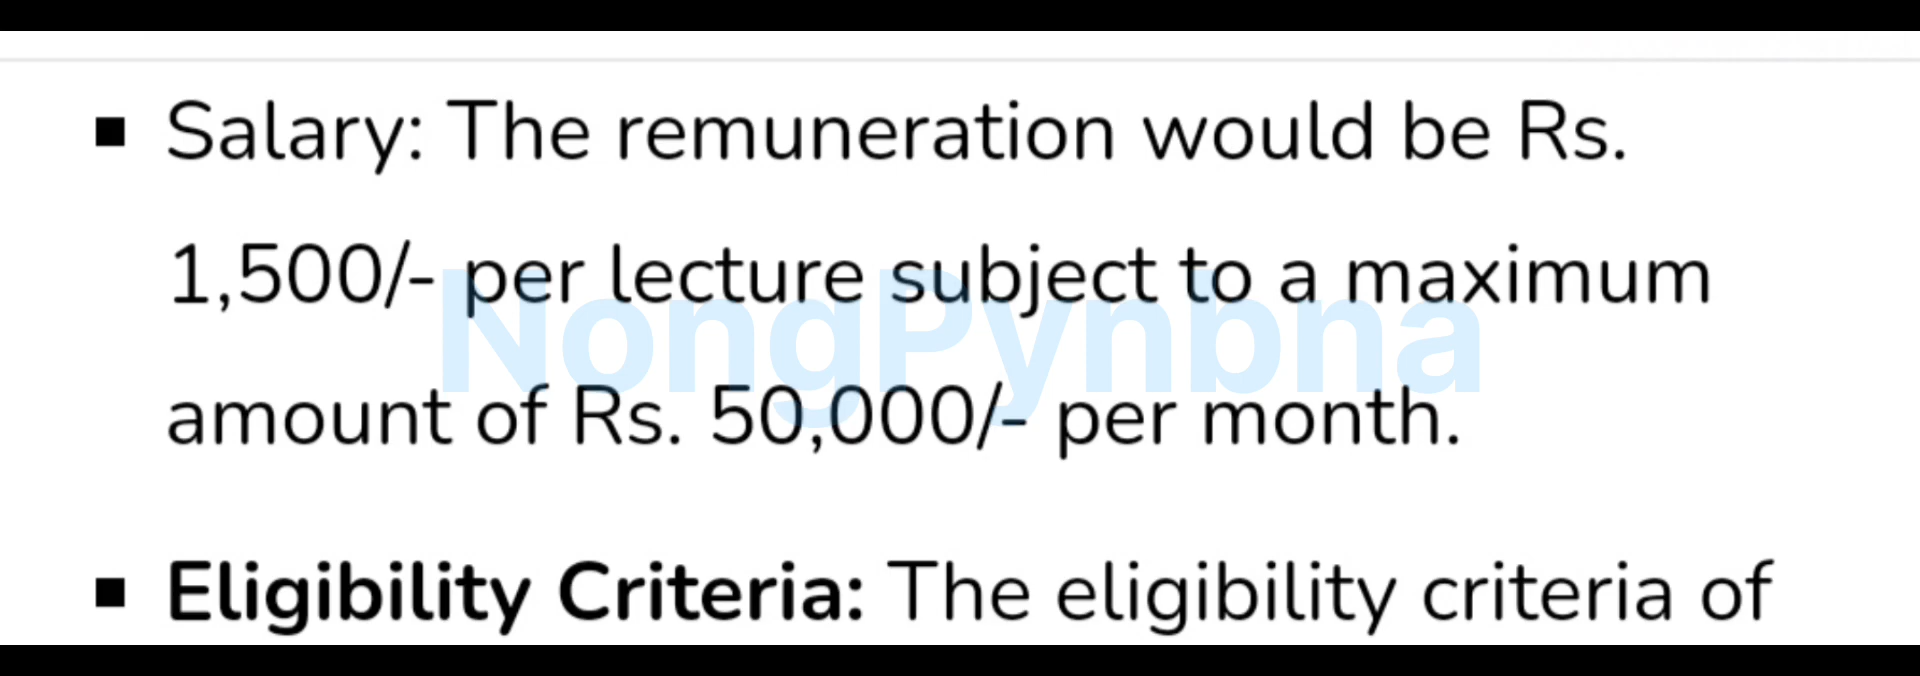 ▪ Salary: The remuneration would be Rs.
1,500/- per lecture subject to a maximum
NongPynbna
amount of Rs. 50,000/- per month.
▪ Eligibility Criteria: The eligibility criteria of